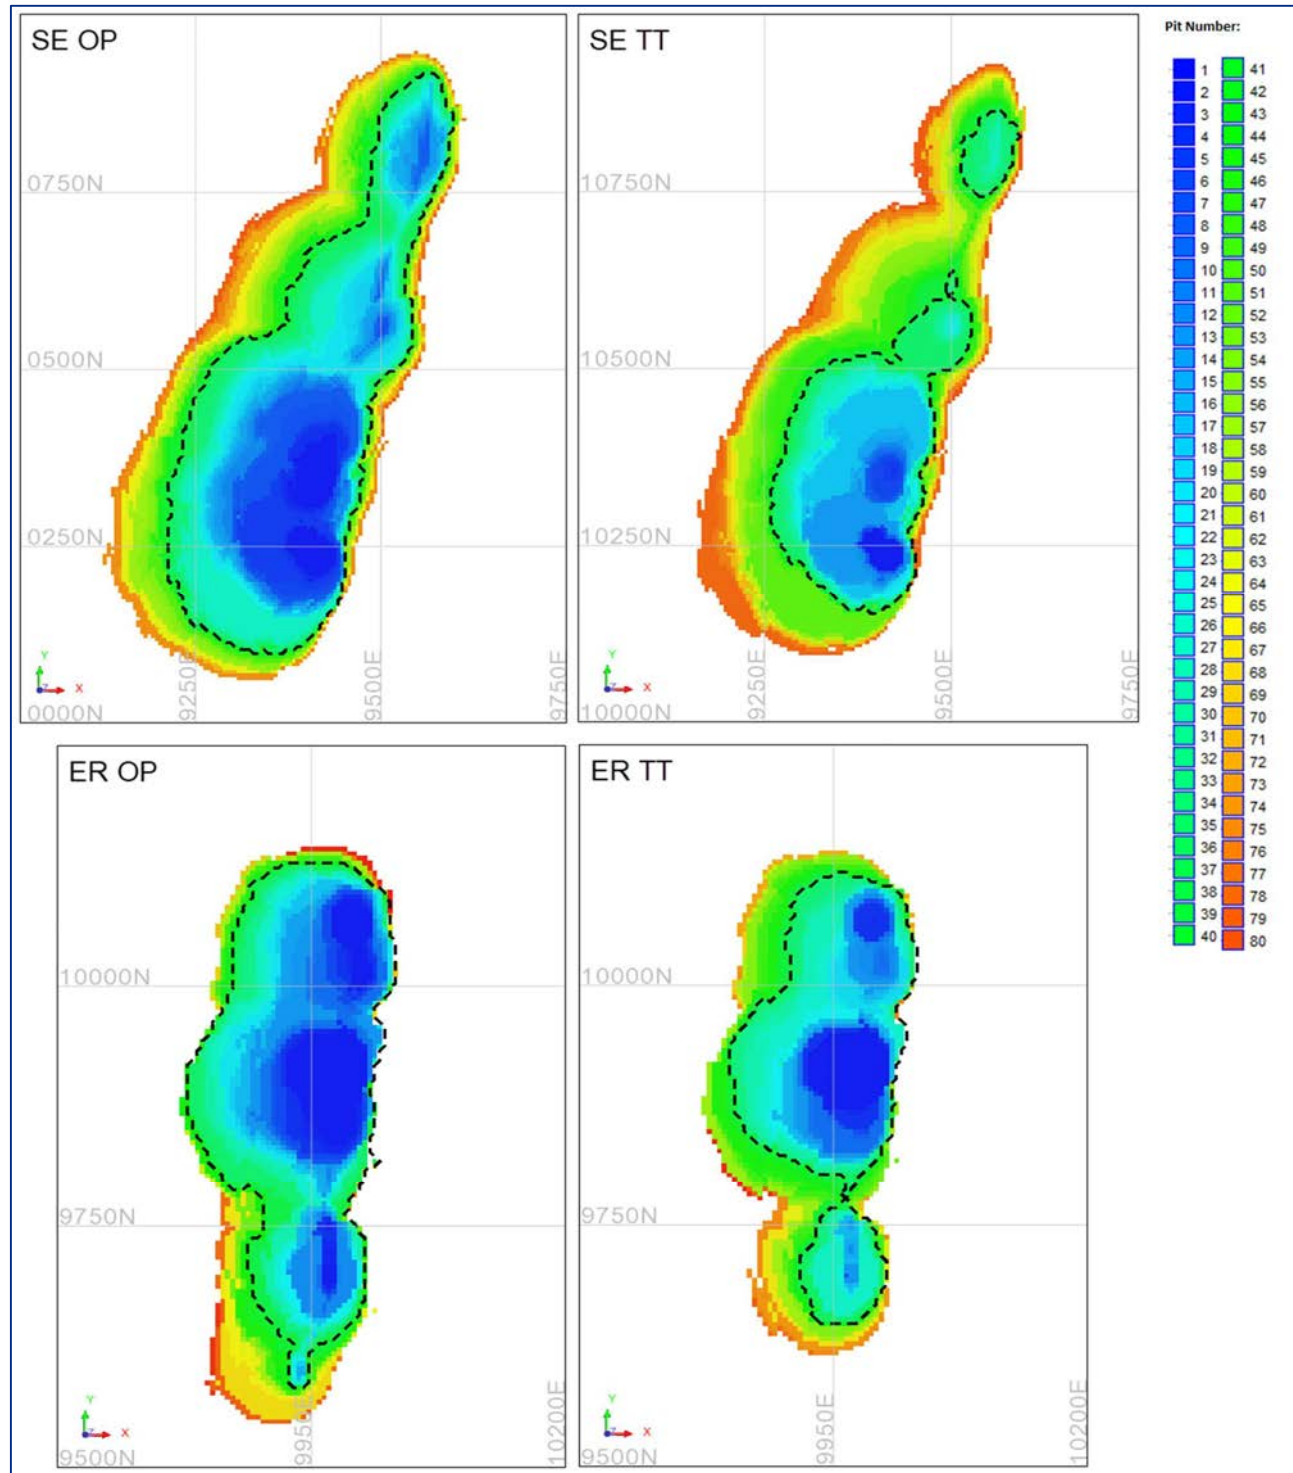 SE OP
SE TT
Pit Number:
0750N
0500N
0250N
0000N
9250E
9500E
9750E
Y
X
Z
10750N
10500N
10250N
10000N
9250E
9500E
9750E
Y
X
Z
1 41
2 42
3 43
4 44
5 45
6 46
7 47
8 48
9 49
10 50
11 51
12 52
13 53
14 54
15 55
16 56
17 57
18 58
19 59
20 60
21 61
22 62
23 63
24 64
25 65
26 66
27 67
28 68
29 69
30 70
31 71
32 72
33 73
34 74
35 75
36 76
37 77
38 78
39 79
40 80
ER OP
ER TT
10000N
9750N
9500N
9950E
10200E
Y
X
Z
10000N
9750N
9500N
9950E
10200E
Y
X
Z